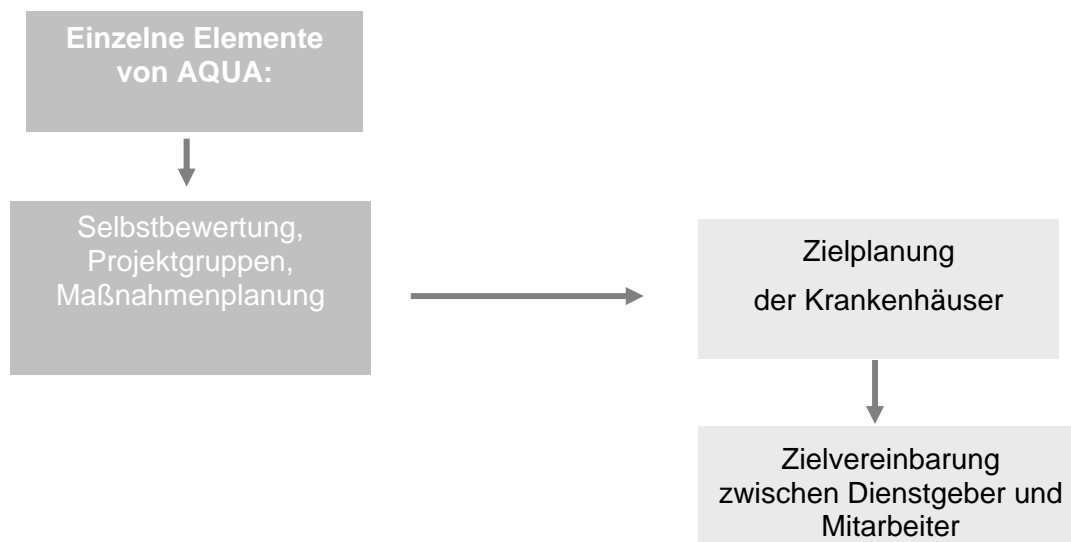 Einzelne Elemente
von AQUA:
Selbstbewertung,
Projektgruppen,
Maßnahmenplanung
Zielplanung
der Krankenhäuser
Zielvereinbarung
zwischen Dienstgeber und
Mitarbeiter